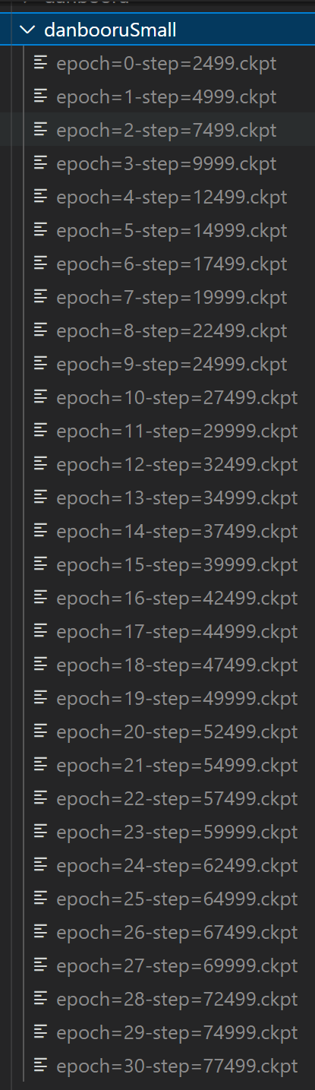 danbooruSmall
epoch=0-step=2499.ckpt
epoch=1-step=4999.ckpt
epoch=2-step=7499.ckpt
epoch=3-step=9999.ckpt
epoch=4-step=12499.ckpt
epoch=5-step=14999.ckpt
epoch=6-step=17499.ckpt
epoch=7-step=19999.ckpt
epoch=8-step=22499.ckpt
epoch=9-step=24999.ckpt
epoch=10-step=27499.ckpt
epoch=11-step=29999.ckpt
epoch=12-step=32499.ckpt
epoch=13-step=34999.ckpt
epoch=14-step=37499.ckpt
epoch=15-step=39999.ckpt
epoch=16-step=42499.ckpt
epoch=17-step=44999.ckpt
epoch=18-step=47499.ckpt
epoch=19-step=49999.ckpt
epoch=20-step=52499.ckpt
epoch=21-step=54999.ckpt
epoch=22-step=57499.ckpt
epoch=23-step=59999.ckpt
epoch=24-step=62499.ckpt
epoch=25-step=64999.ckpt
epoch=26-step=67499.ckpt
epoch=27-step=69999.ckpt
epoch=28-step=72499.ckpt
epoch=29-step=74999.ckpt
epoch=30-step=77499.ckpt